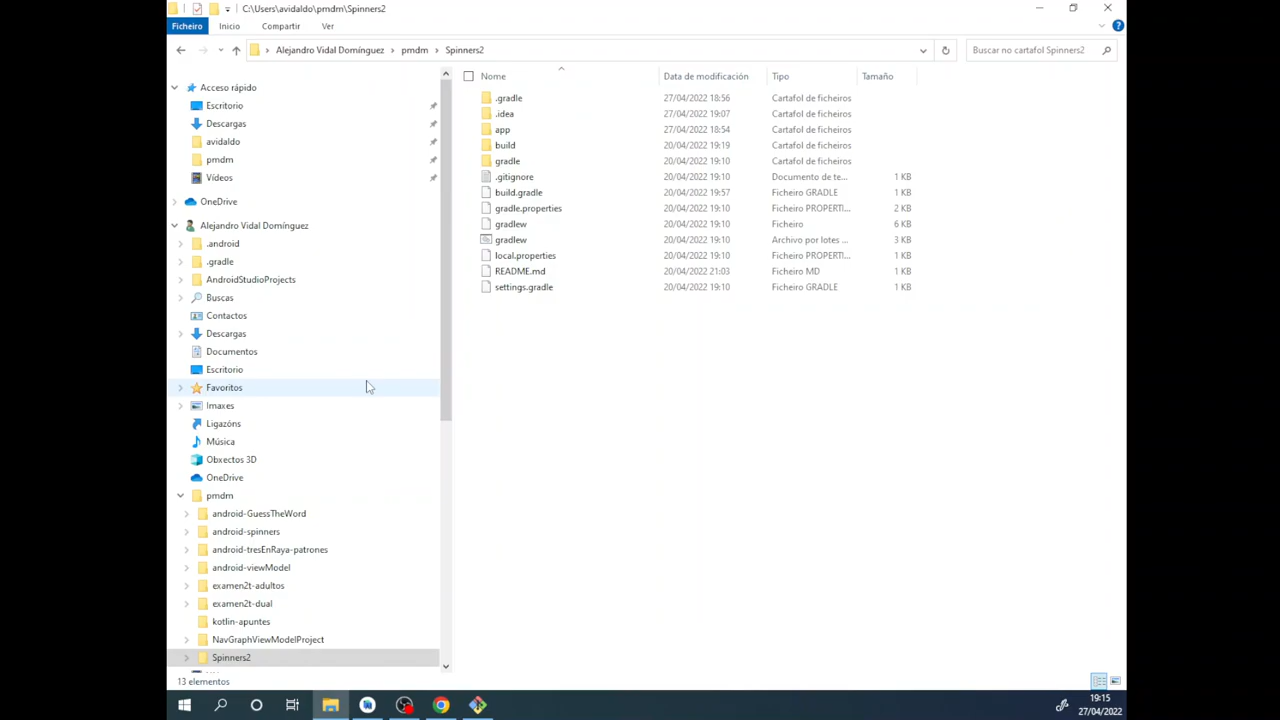 C:\Users\avidaldo\pmdm\Spinners2
Ficheiro Inicio Compartir Ver
Alejandro Vidal Domínguez pmdm Spinners2 Buscar no cartafol Spinners2
Nome Data de modificación Tipo Tamaño
Acceso rápido
Escritorio
Descargas
avidaldo
pmdm
Vídeos
OneDrive
Alejandro Vidal Domínguez
.android
.gradle
AndroidStudioProjects
Buscas
Contactos
Descargas
Documentos
Escritorio
Favoritos
Imaxes
Ligazóns
Música
Obxectos 3D
OneDrive
pmdm
android-GuessTheWord
android-spinners
android-tresEnRaya-patrones
android-viewModel
examen2t-adultos
examen2t-dual
kotlin-apuntes
NavGraphViewModelProject
Spinners2
.gradle 27/04/2022 18:56 Cartafol de ficheiros
.idea 27/04/2022 19:07 Cartafol de ficheiros
app 27/04/2022 18:54 Cartafol de ficheiros
build 20/04/2022 19:19 Cartafol de ficheiros
gradle 20/04/2022 19:10 Cartafol de ficheiros
.gitignore 20/04/2022 19:10 Documento de te... 1 KB
build.gradle 20/04/2022 19:57 Ficheiro GRADLE 1 KB
gradle.properties 20/04/2022 19:10 Ficheiro PROPERTI... 2 KB
gradlew 20/04/2022 19:10 Ficheiro 6 KB
gradlew 20/04/2022 19:10 Archivo por lotes ... 3 KB
local.properties 20/04/2022 19:10 Ficheiro PROPERTI... 1 KB
README.md 20/04/2022 21:03 Ficheiro MD 1 KB
settings.gradle 20/04/2022 19:10 Ficheiro GRADLE 1 KB
13 elementos
19:15
27/04/2022